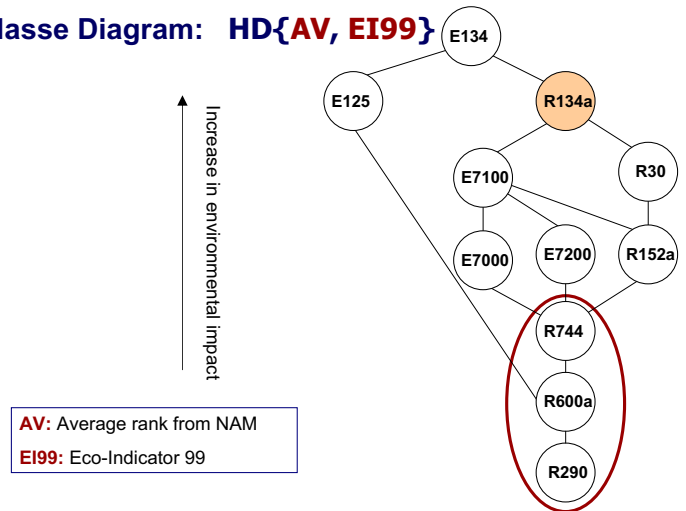 Hasse Diagram: HD{AV, EI99}
E134
E125
R134a
E7100
R30
E7000
E7200
R152a
R744
R600a
R290
Increase in environmental impact
AV: Average rank from NAM
EI99: Eco-Indicator 99